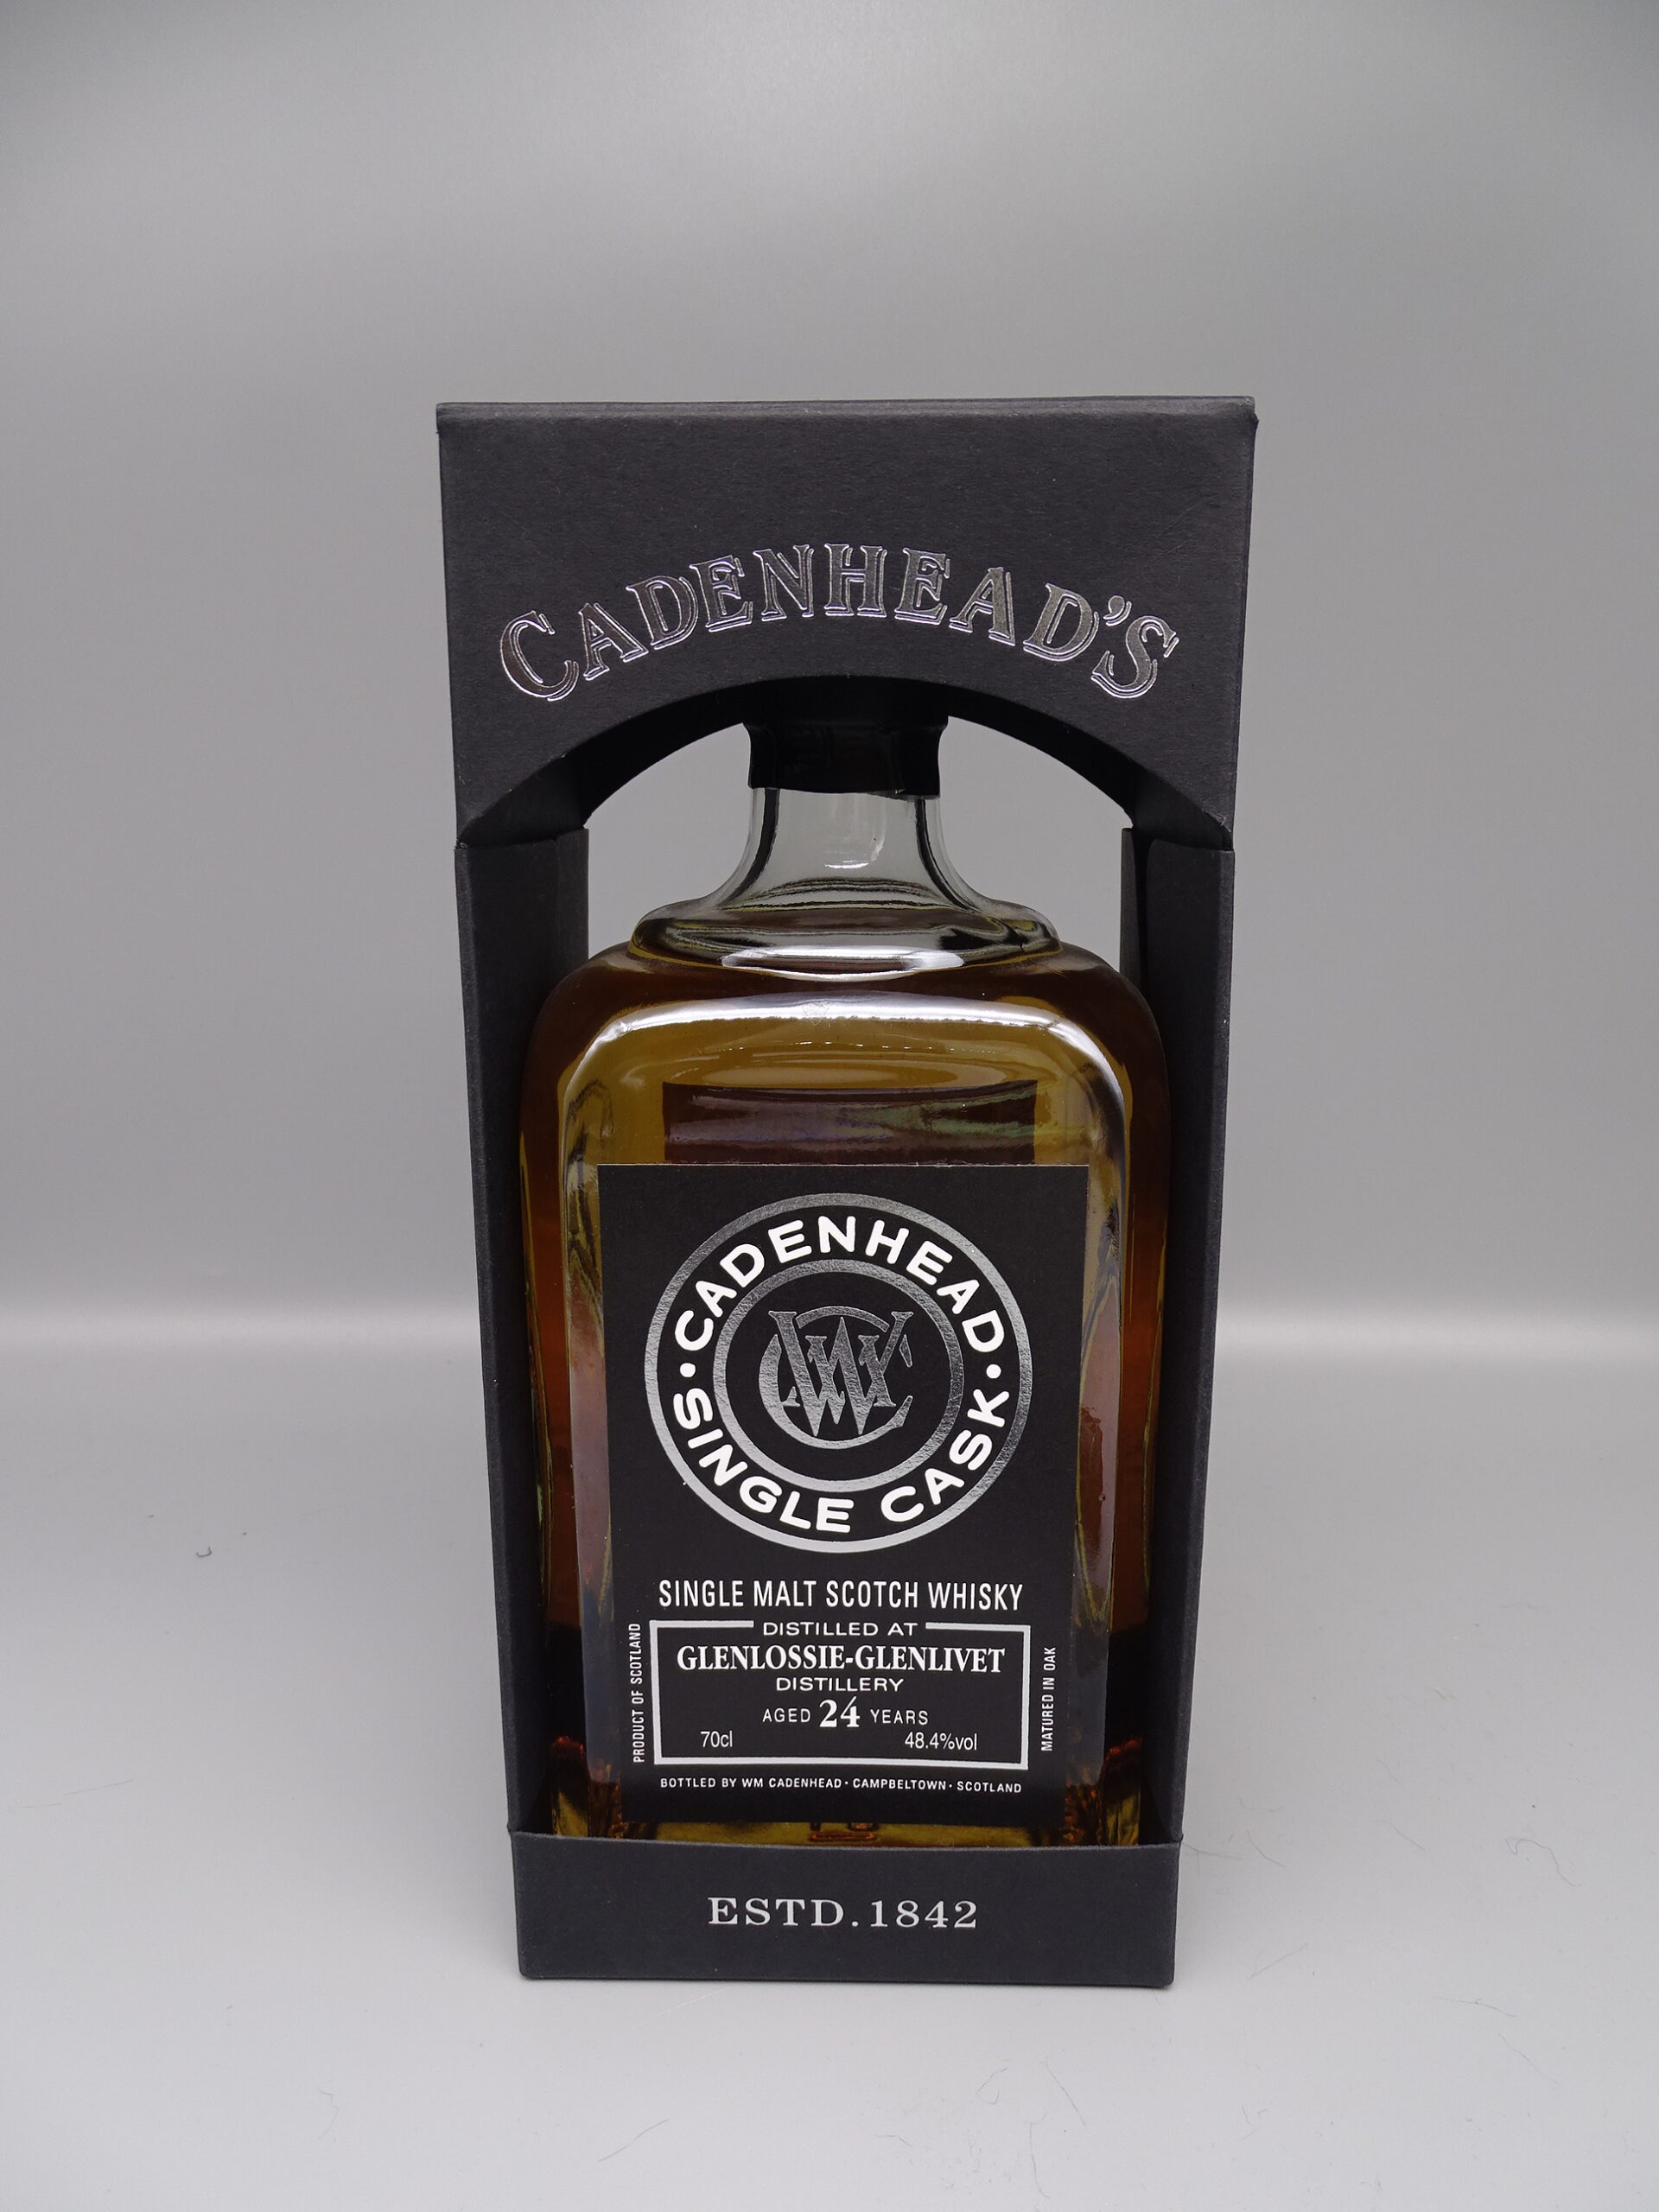 CADENHEAD'S
·CADENHEAD·
SINGLE CASK
WC
SINGLE MALT SCOTCH WHISKY
DISTILLED AT
GLENLOSSIE-GLENLIVET
DISTILLERY
AGED 24 YEARS
70cl 48.4%vol
PRODUCT OF SCOTLAND
MATURED IN OAK
BOTTLED BY WM CADENHEAD · CAMPBELTOWN · SCOTLAND
ESTD.1842